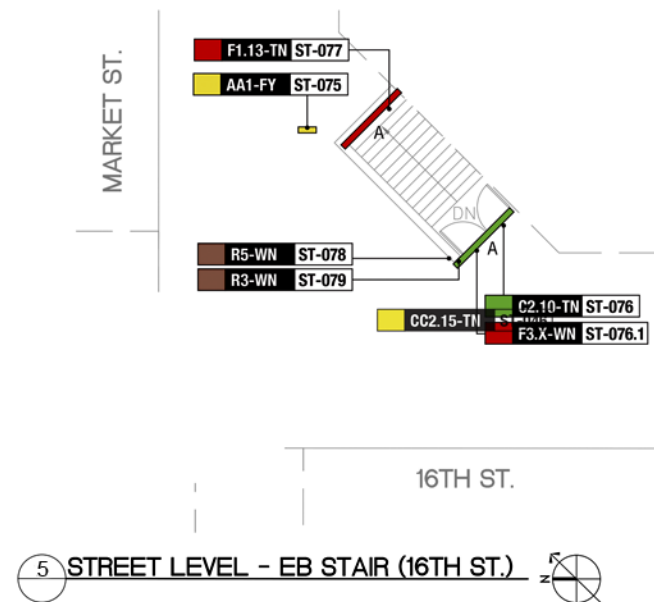 F1.13-TN ST-077
AA1-FY ST-075
MARKET ST.
A
DN
A
R5-WN ST-078
R3-WN ST-079
C2.10-TN ST-076
CC2.15-TN
F3.X-WN ST-076.1
16TH ST.
5 STREET LEVEL - EB STAIR (16TH ST.)
N